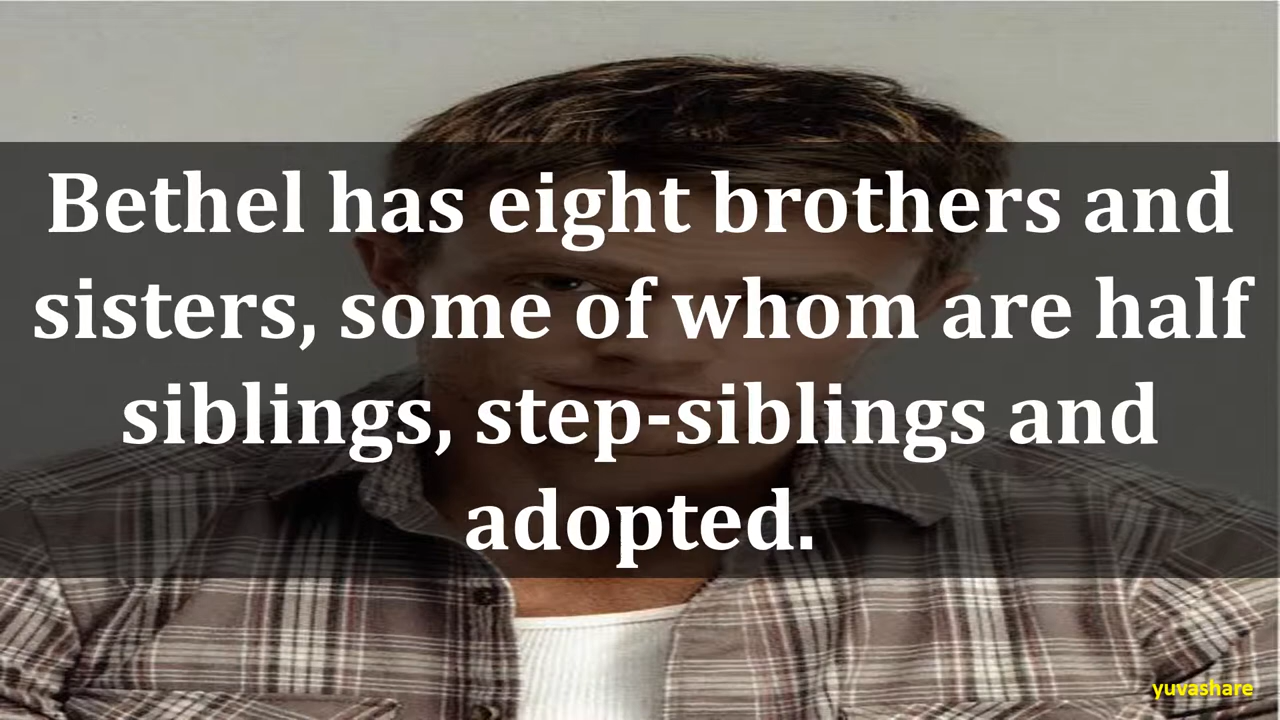 Bethel has eight brothers and
sisters, some of whom are half
siblings, step-siblings and
adopted.
yuvashare